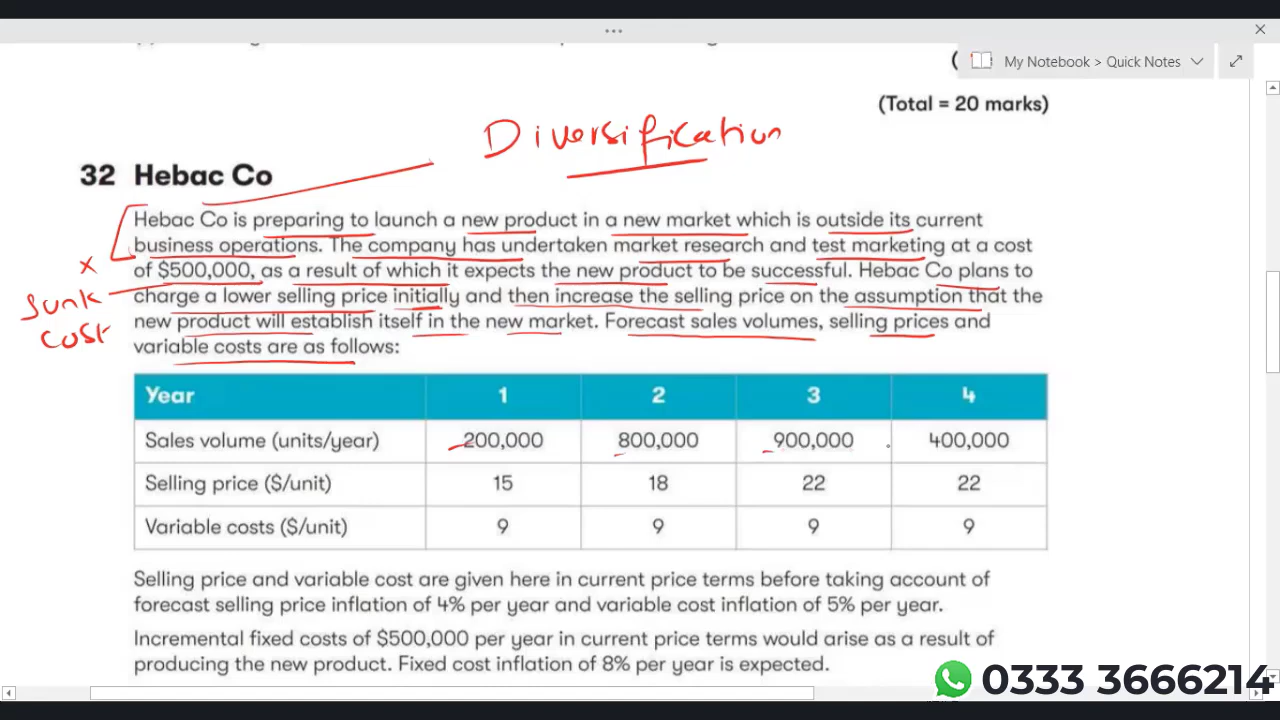 My Notebook > Quick Notes
(Total = 20 marks)
Diversification
32 Hebac Co
Hebac Co is preparing to launch a new product in a new market which is outside its current
business operations. The company has undertaken market research and test marketing at a cost
of $500,000, as a result of which it expects the new product to be successful. Hebac Co plans to
charge a lower selling price initially and then increase the selling price on the assumption that the
new product will establish itself in the new market. Forecast sales volumes, selling prices and
variable costs are as follows:
x
Sunk
cost
Year 1 2 3 4
Sales volume (units/year) 200,000 800,000 900,000 400,000
Selling price ($/unit) 15 18 22 22
Variable costs ($/unit) 9 9 9 9
Selling price and variable cost are given here in current price terms before taking account of
forecast selling price inflation of 4% per year and variable cost inflation of 5% per year.
Incremental fixed costs of $500,000 per year in current price terms would arise as a result of
producing the new product. Fixed cost inflation of 8% per year is expected.
0333 3666214